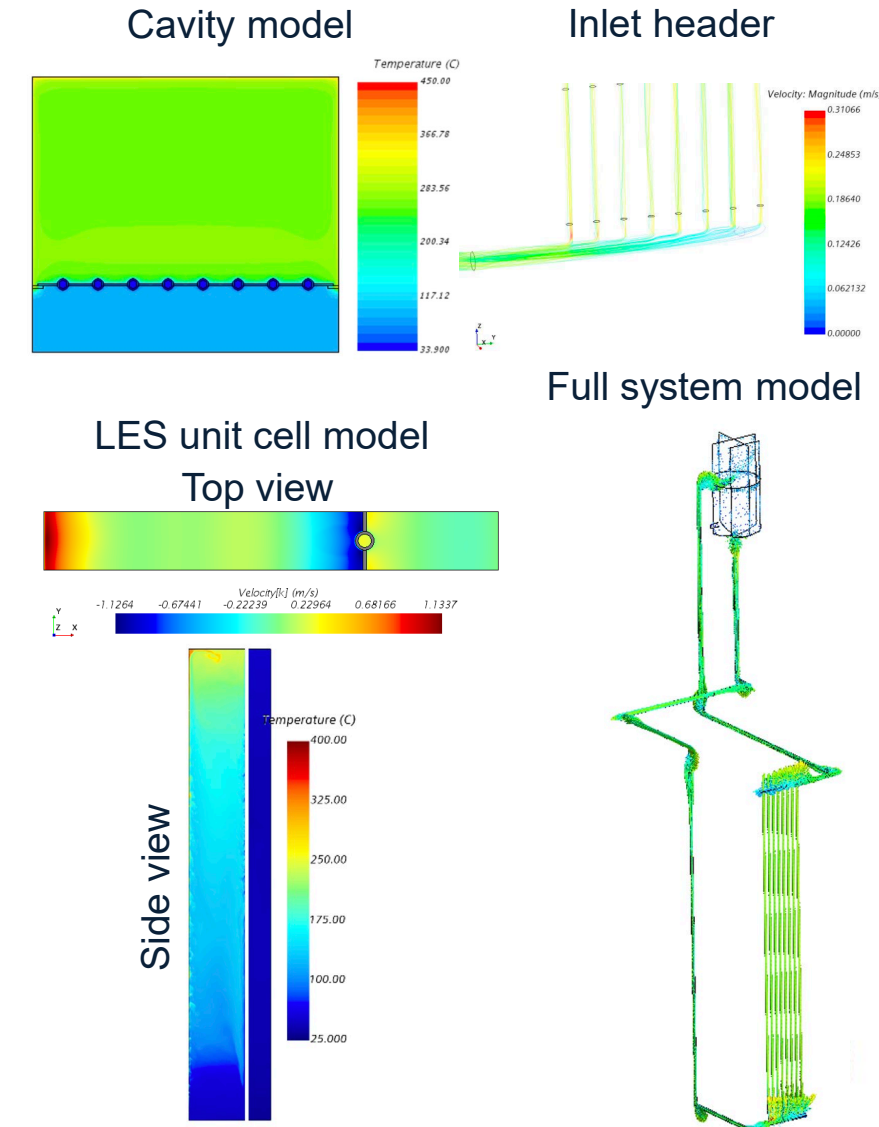 Cavity model
Temperature (C)
450.00
366.78
283.56
200.34
117.12
33.900
Inlet header
Velocity: Magnitude (m/s
0.31066
0.24853
0.18640
0.12426
0.062132
0.00000
Z
X Y
LES unit cell model
Top view
Velocity[k] (m/s)
-1.1264 -0.67441 -0.22239 0.22964 0.68166 1.1337
Y
Z X
Side view
Temperature (C)
400.00
325.00
250.00
175.00
100.00
25.000
Full system model